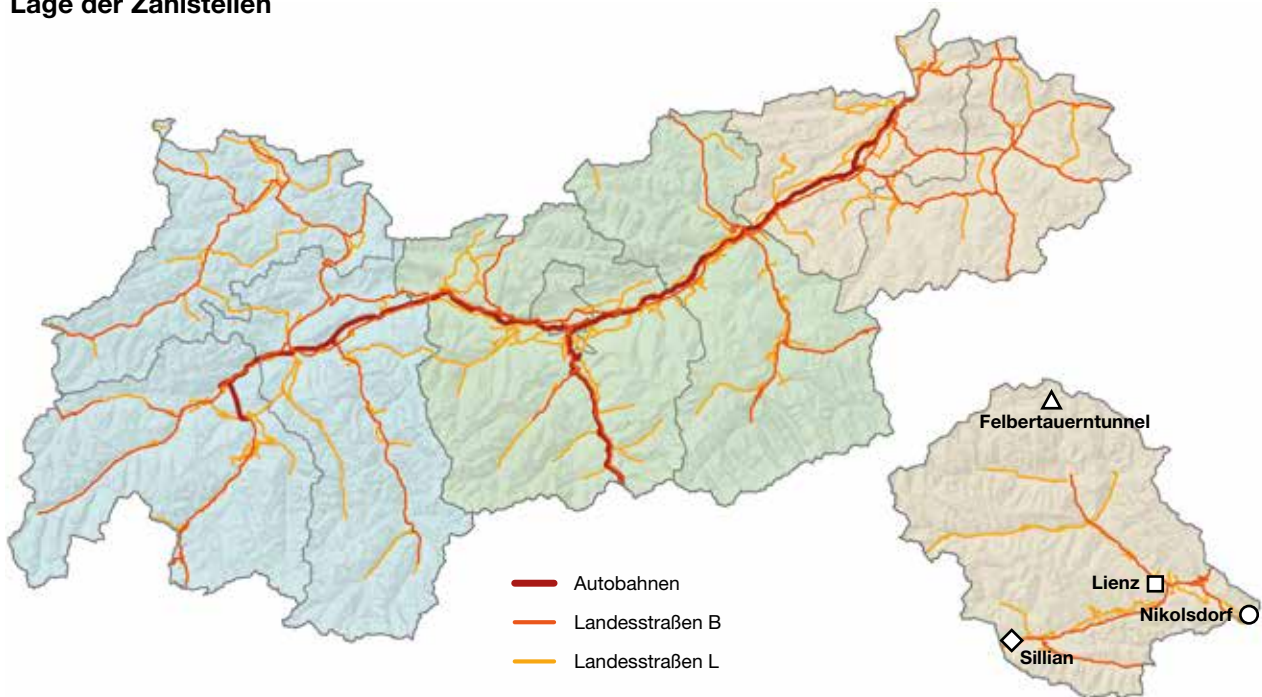 Lage der Zählstellen
Felbertauerntunnel
Lienz
Nikolsdorf
Sillian
Autobahnen
Landesstraßen B
Landesstraßen L